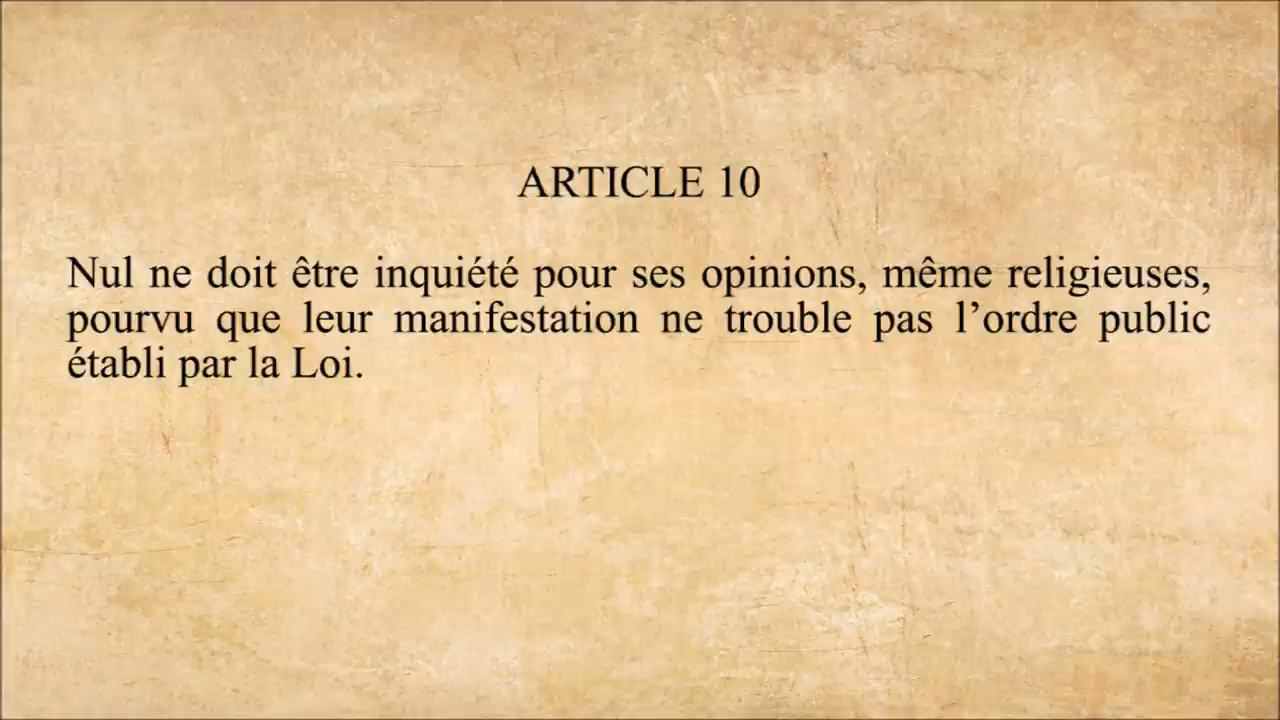 ARTICLE 10
Nul ne doit être inquiété pour ses opinions, même religieuses,
pourvu que leur manifestation ne trouble pas l’ordre public
établi par la Loi.